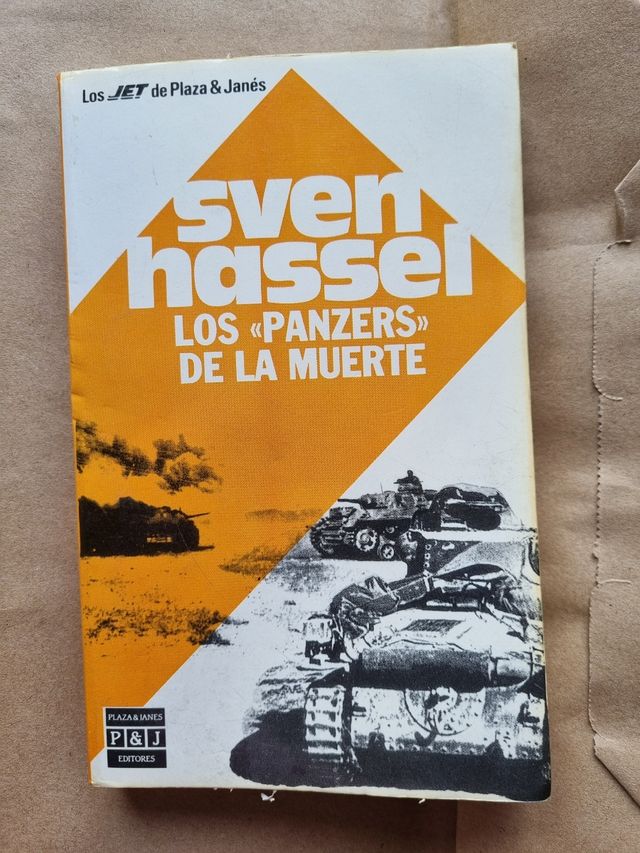 Los JET de Plaza & Janés
sven
hassel
LOS «PANZERS»
DE LA MUERTE
PLAZA & JANES
P & J
EDITORES